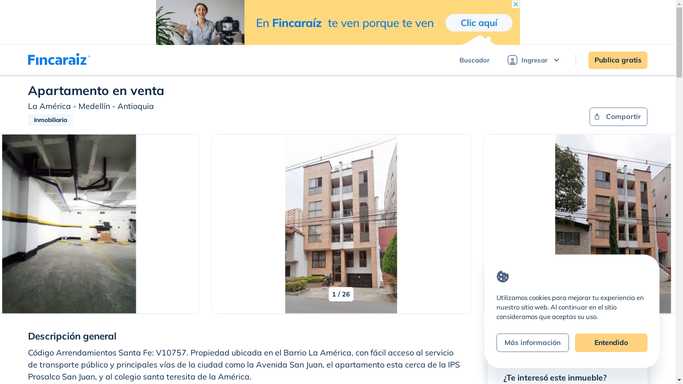 En Fincaraíz te ven porque te ven
Clic aquí
Fincaraíz
Buscador
Ingresar
Publica gratis
Apartamento en venta
La América - Medellín - Antioquia
Inmobiliaria
Compartir
1 / 26
Utilizamos cookies para mejorar tu experiencia en
nuestro sitio web. Al continuar en el sitio
consideramos que aceptas su uso.
Más información
Entendido
Descripción general
Código Arrendamientos Santa Fe: V10757. Propiedad ubicada en el Barrio La América, con fácil acceso al servicio
de transporte público y principales vías de la ciudad como la Avenida San Juan, el apartamento esta cerca de la IPS
Prosalco San Juan, y al colegio santa teresita de la América.
¿Te interesó este inmueble?